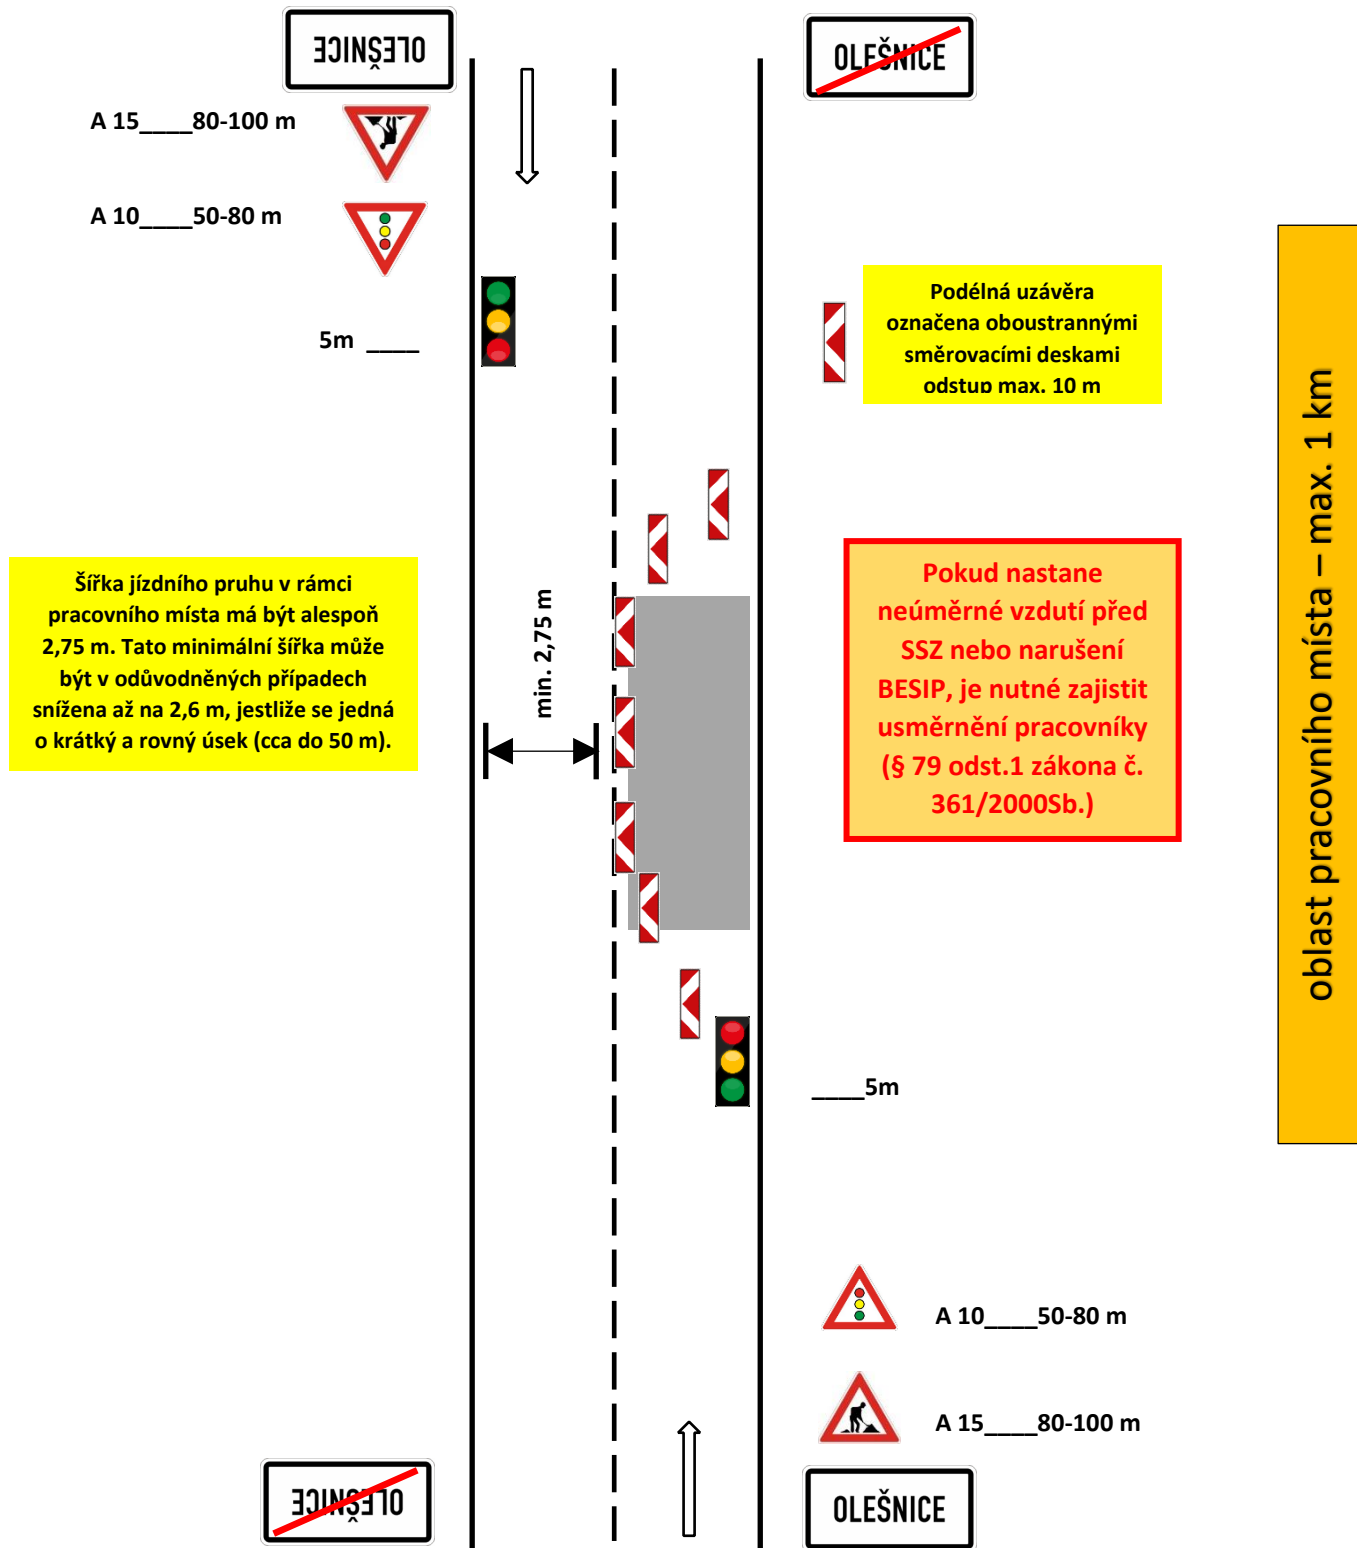 OLEŠNICE
OLEŠNICE
A 15____80-100 m
A 10____50-80 m
5m ____
Podélná uzávěra
označena oboustrannými
směrovacími deskami
odstup max. 10 m
Šířka jízdního pruhu v rámci
pracovního místa má být alespoň
2,75 m. Tato minimální šířka může
být v odůvodněných případech
snížena až na 2,6 m, jestliže se jedná
o krátký a rovný úsek (cca do 50 m).
min. 2,75 m
Pokud nastane
neúměrné vzdutí před
SSZ nebo narušení
BESIP, je nutné zajistit
usměrnění pracovníky
(§ 79 odst.1 zákona č.
361/2000Sb.)
oblast pracovního místa – max. 1 km
____5m
A 10____50-80 m
A 15____80-100 m
OLEŠNICE
OLEŠNICE